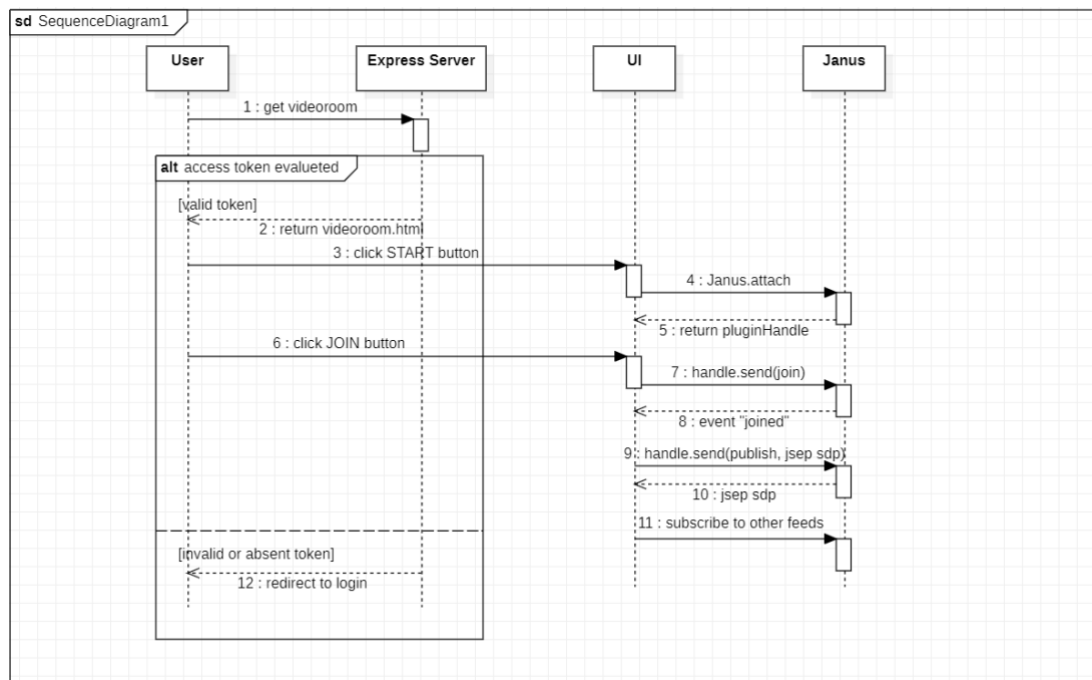 sd SequenceDiagram1
User
Express Server
UI
Janus
1 : get videoroom
alt access token evalueted
[valid token]
2 : return videoroom.html
3 : click START button
4 : Janus.attach
5 : return pluginHandle
6 : click JOIN button
7 : handle.send(join)
8 : event "joined"
9 : handle.send(publish, jsep sdp)
10 : jsep sdp
11 : subscribe to other feeds
[invalid or absent token]
12 : redirect to login